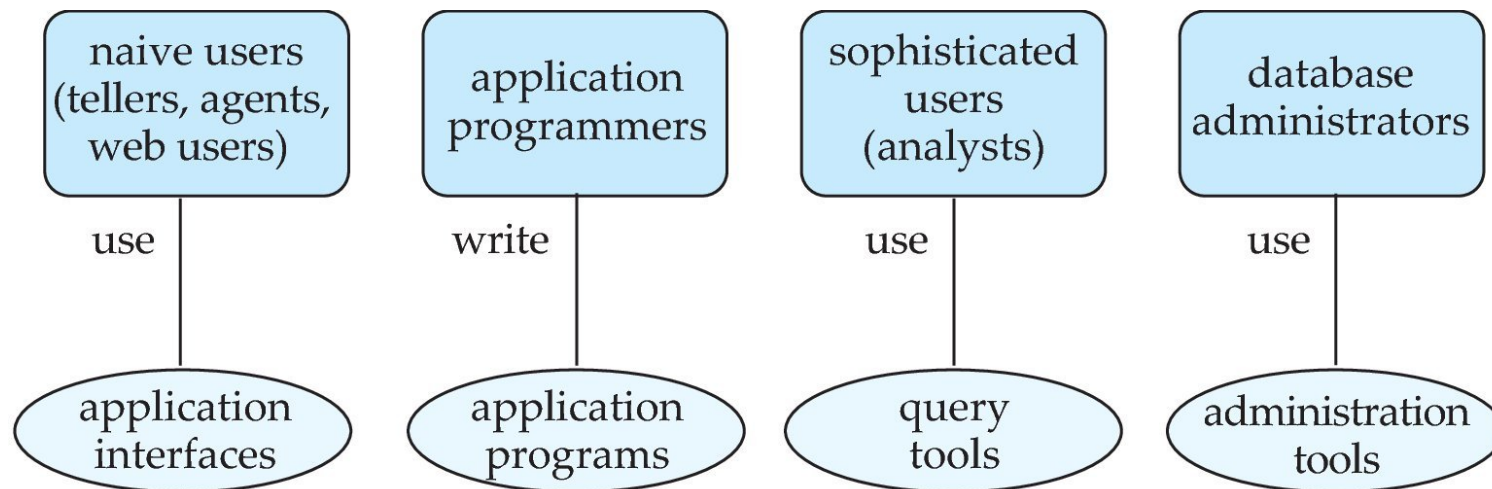 naive users
(tellers, agents,
web users)
application
programmers
sophisticated
users
(analysts)
database
administrators
use
write
use
use
application
interfaces
application
programs
query
tools
administration
tools